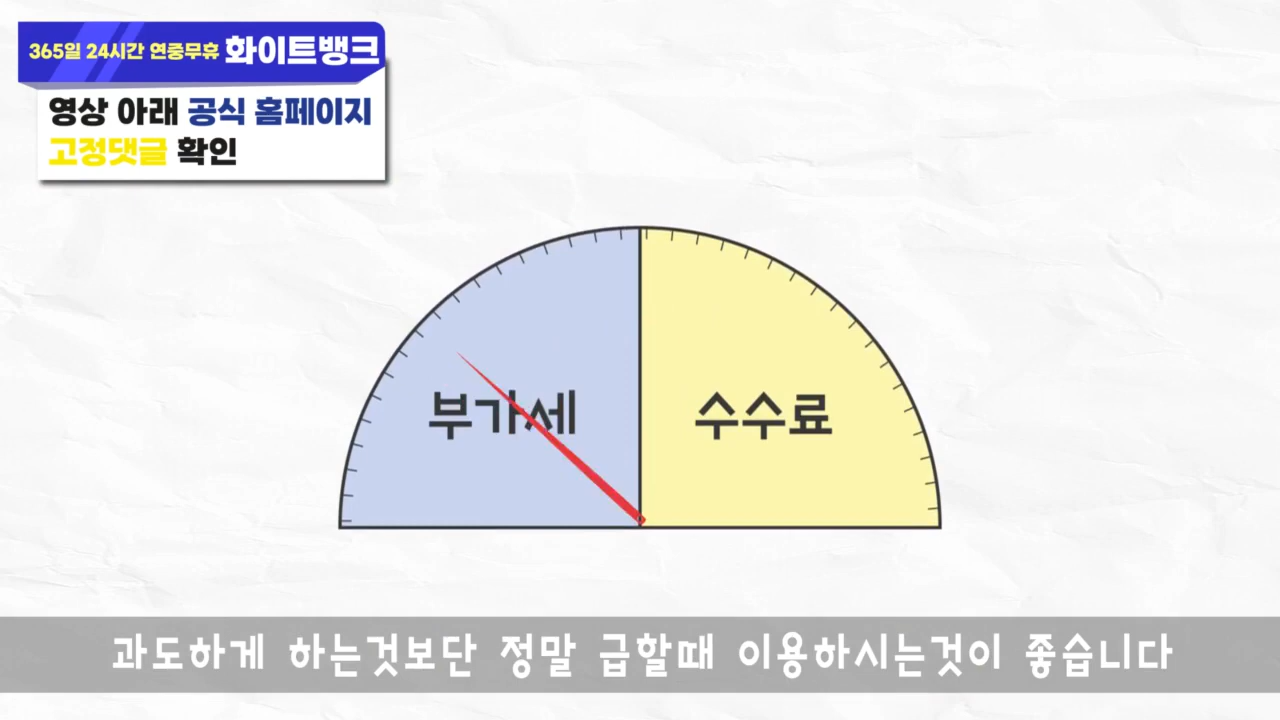 365일 24시간 연중무휴 화이트뱅크
영상 아래 공식 홈페이지
고정댓글 확인
부가세
수수료
과도하게 하는것보단 정말 급할때 이용하시는것이 좋습니다